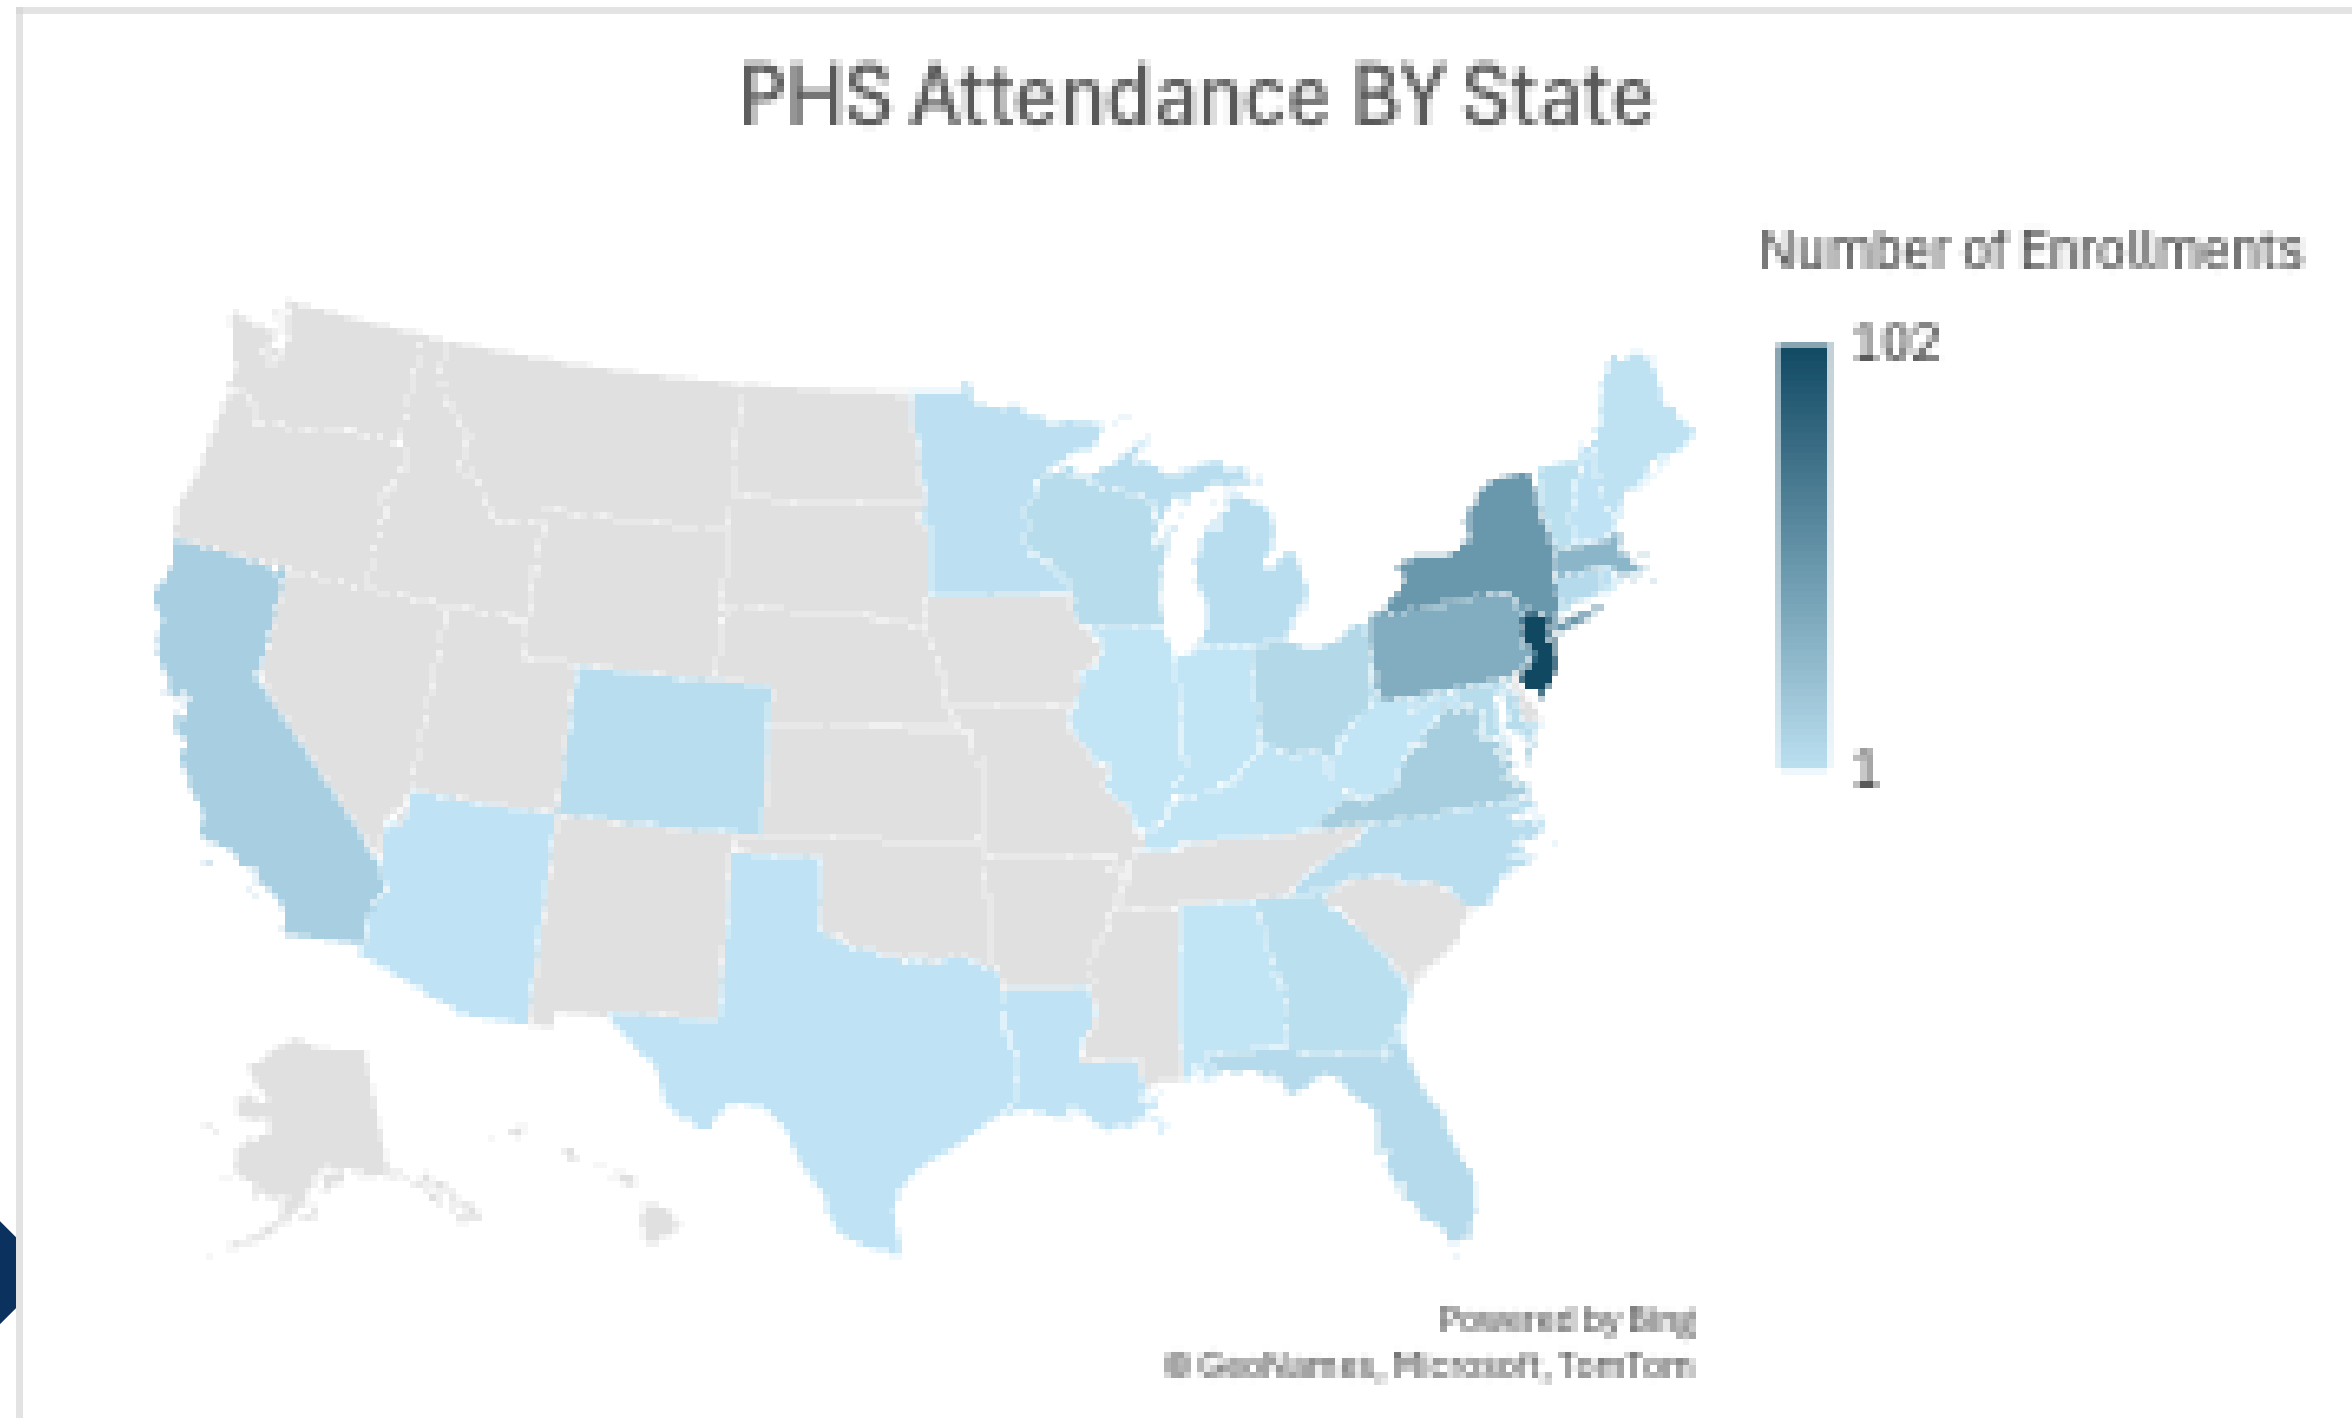 PHS Attendance BY State
Number of Enrollments
102
1
Powered by Bing
© GeoNames, Microsoft, TomTom